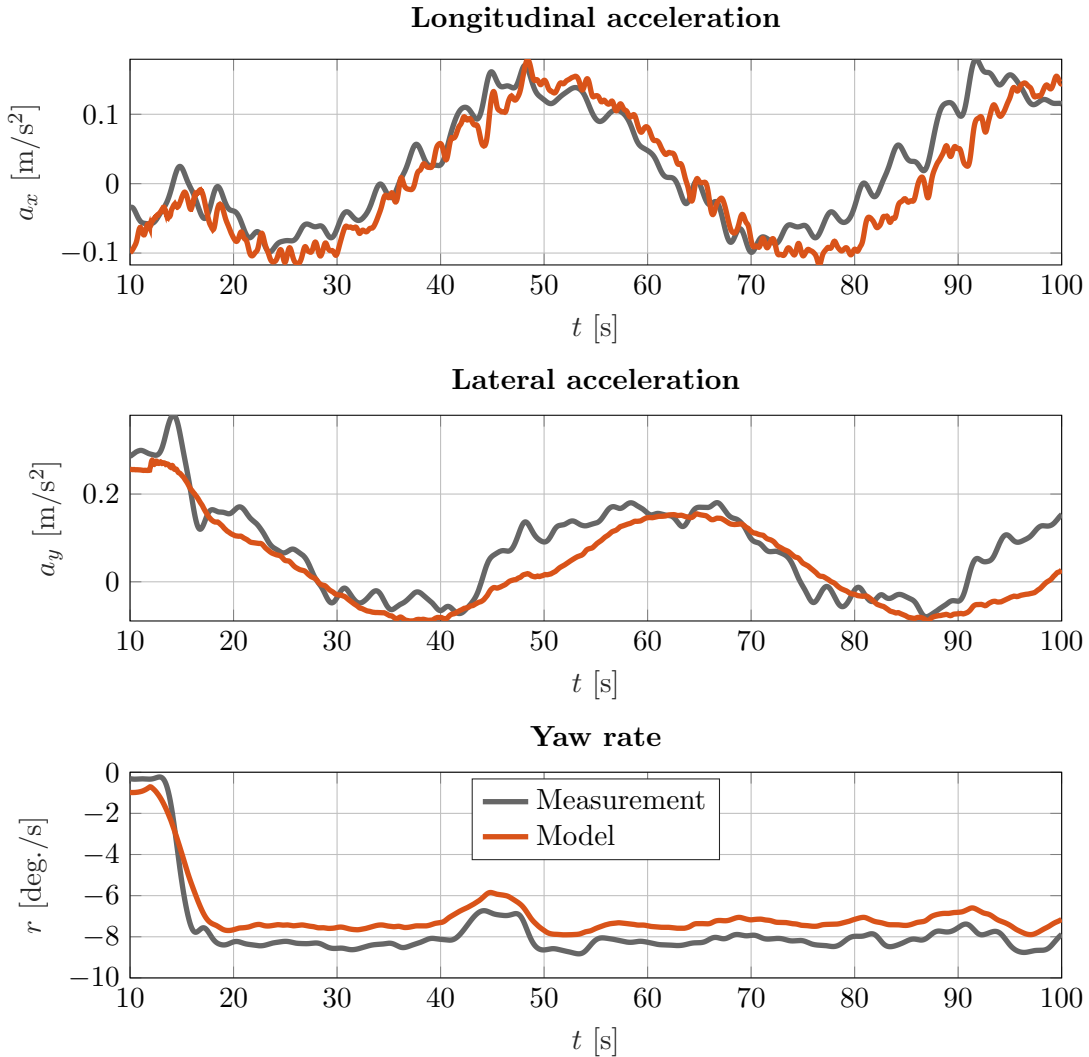 Longitudinal acceleration
0.1
0
−0.1
a_x [m/s²]
10 20 30 40 50 60 70 80 90 100
t [s]
Lateral acceleration
0.2
0
a_y [m/s²]
10 20 30 40 50 60 70 80 90 100
t [s]
Yaw rate
0
−2
−4
−6
−8
−10
r [deg./s]
Measurement
Model
10 20 30 40 50 60 70 80 90 100
t [s]